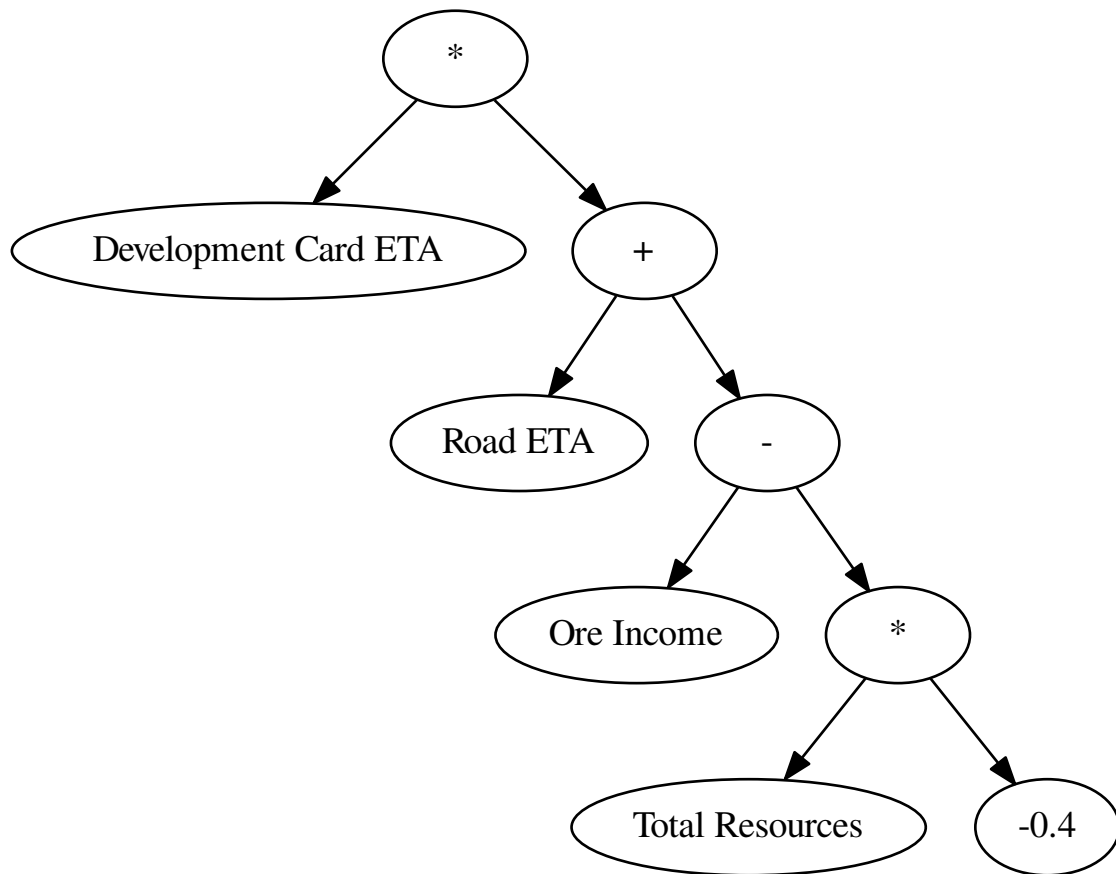 *
Development Card ETA
+
Road ETA
-
Ore Income
*
Total Resources
-0.4